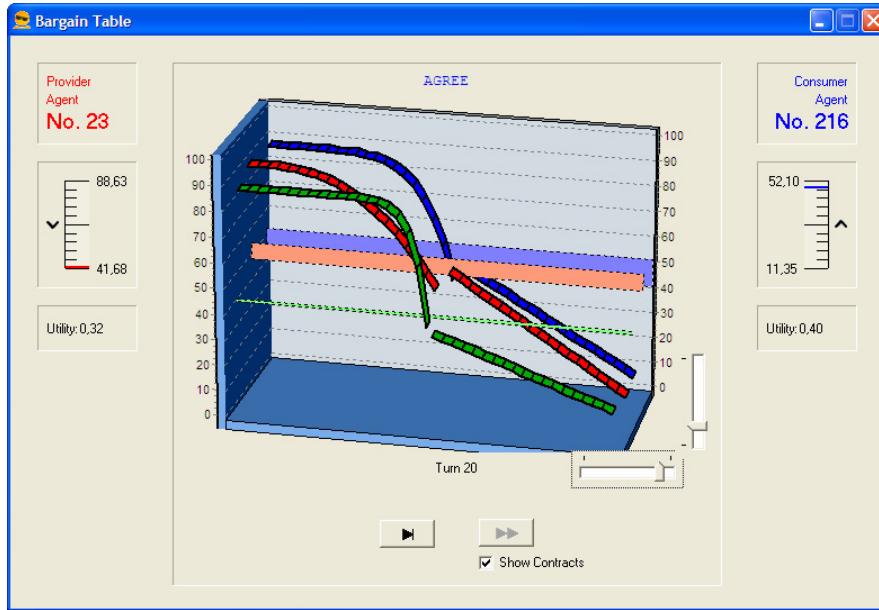 Bargain Table
Provider
Agent
No. 23
88,63
41,68
Utility: 0,32
AGREE
100
90
80
70
60
50
40
30
20
10
0
100
90
80
70
60
50
40
30
20
10
0
Turn 20
Show Contracts
Consumer
Agent
No. 216
52,10
11,35
Utility: 0,40